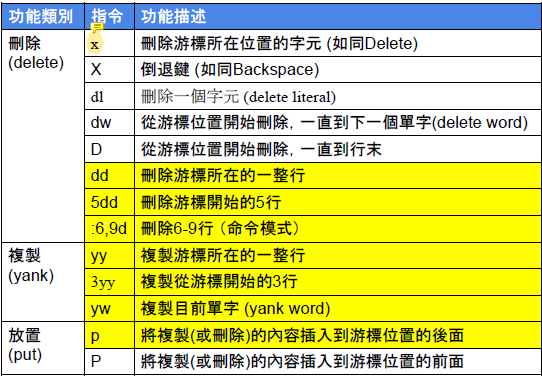 功能類別 指令 功能描述
刪除 (delete) x 刪除游標所在位置的字元 (如同Delete)
X 倒退鍵 (如同Backspace)
dl 刪除一個字元 (delete literal)
dw 從游標位置開始刪除，一直到下一個單字(delete word)
D 從游標位置開始刪除，一直到行末
dd 刪除游標所在的一整行
5dd 刪除游標開始的5行
:6,9d 刪除6-9行 (命令模式)
複製 (yank) yy 複製游標所在的一整行
3yy 複製從游標開始的3行
yw 複製目前單字 (yank word)
放置 (put) p 將複製(或刪除)的內容插入到游標位置的後面
P 將複製(或刪除)的內容插入到游標位置的前面